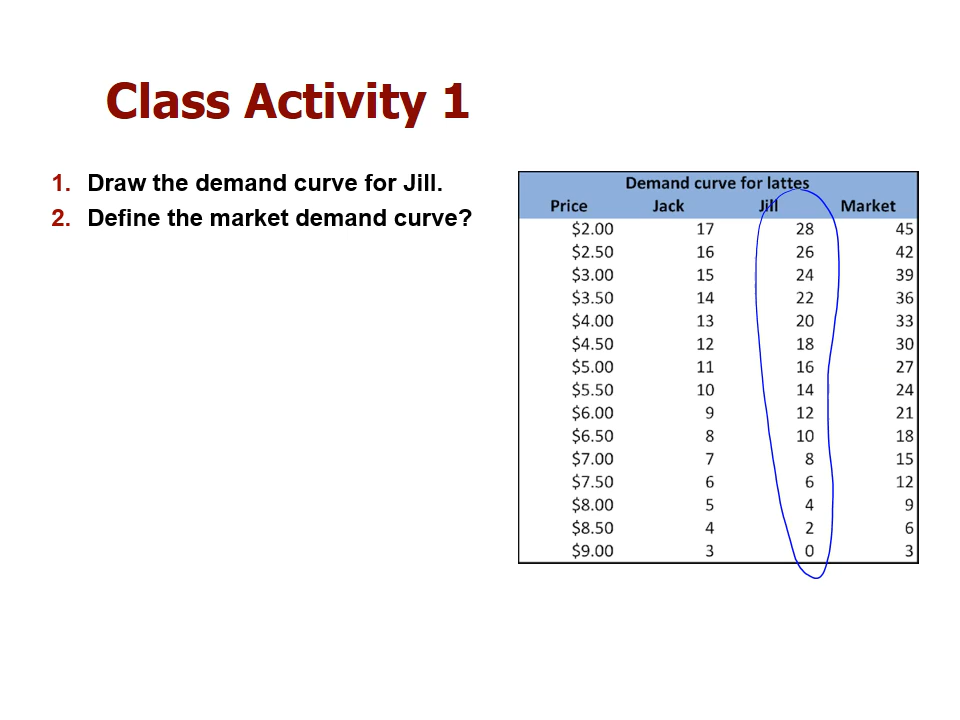 Class Activity 1
1. Draw the demand curve for Jill.
2. Define the market demand curve?
Demand curve for lattes
Price Jack Jill Market
$2.00 17 28 45
$2.50 16 26 42
$3.00 15 24 39
$3.50 14 22 36
$4.00 13 20 33
$4.50 12 18 30
$5.00 11 16 27
$5.50 10 14 24
$6.00 9 12 21
$6.50 8 10 18
$7.00 7 8 15
$7.50 6 6 12
$8.00 5 4 9
$8.50 4 2 6
$9.00 3 0 3